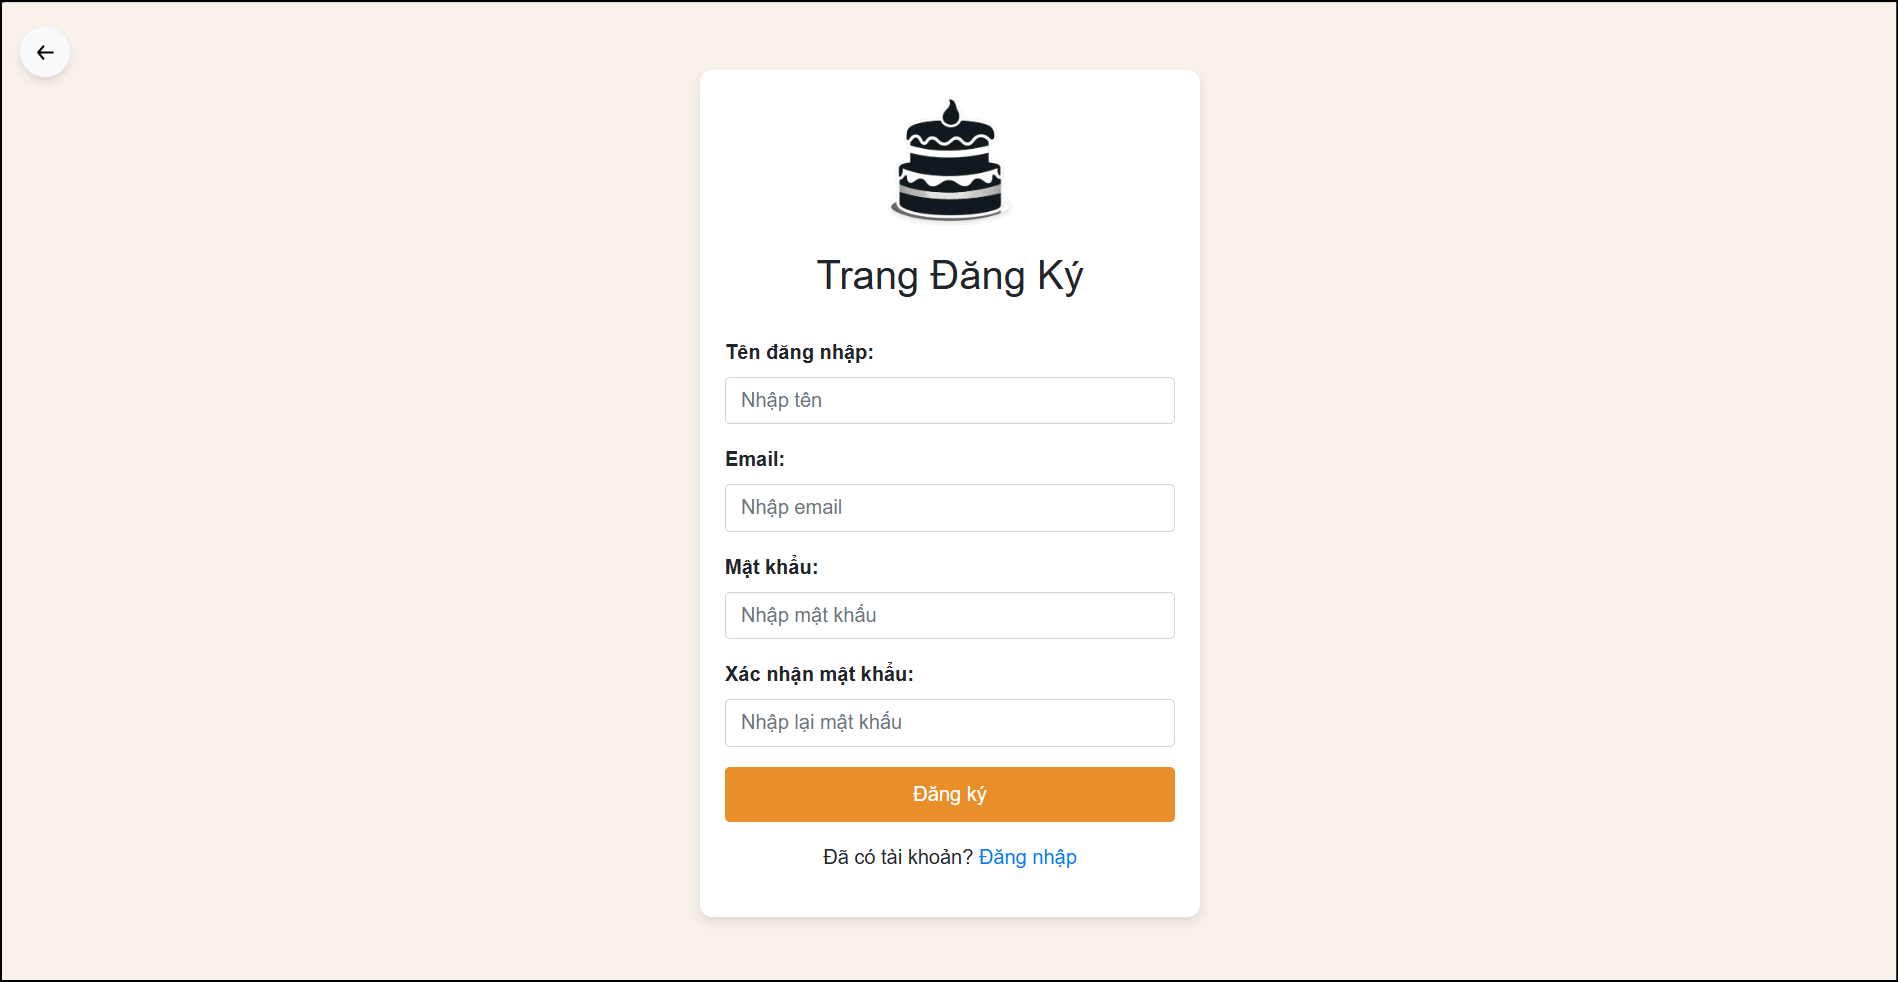 Trang Đăng Ký
Tên đăng nhập:
Nhập tên
Email:
Nhập email
Mật khẩu:
Nhập mật khẩu
Xác nhận mật khẩu:
Nhập lại mật khẩu
Đăng ký
Đã có tài khoản? Đăng nhập